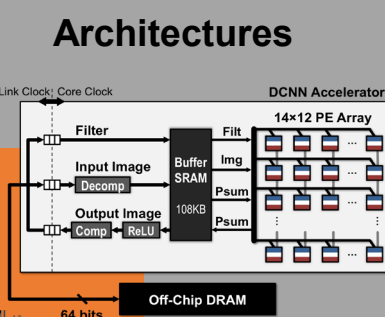 Architectures
Link Clock Core Clock
DCNN Accelerator
14×12 PE Array
Filter
Filt
Input Image
Decomp
Buffer
SRAM
108KB
Img
Output Image
Comp
ReLU
Psum
Psum
...
...
...
...
Off-Chip DRAM
64 bits